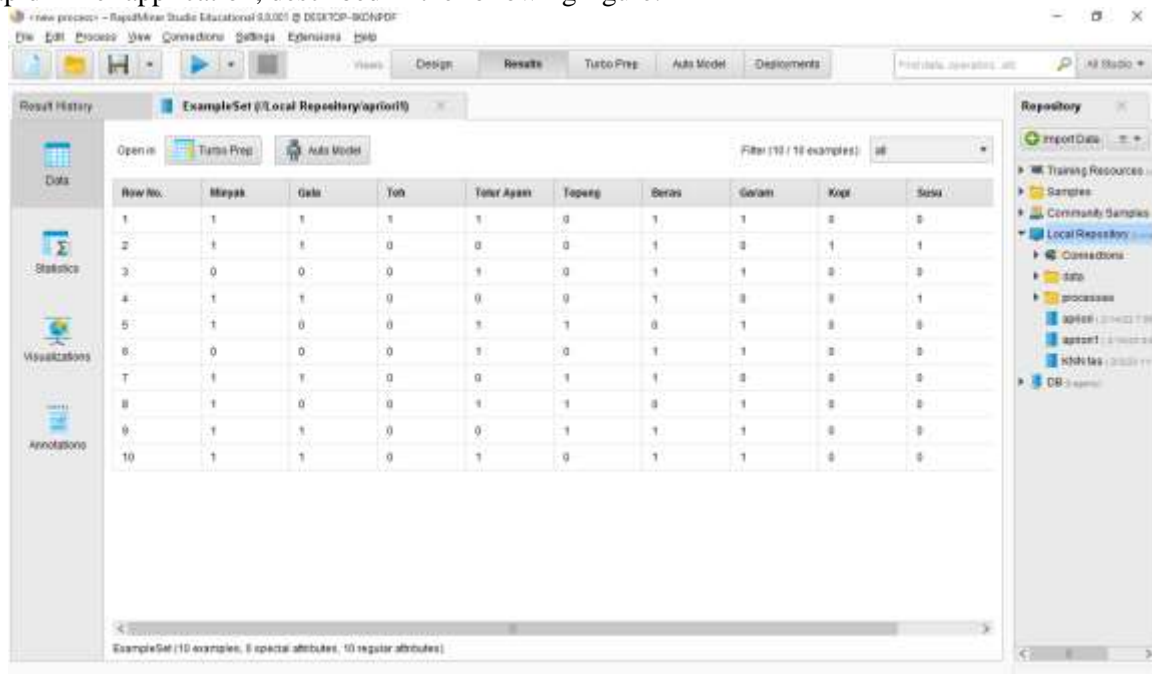 <new process> – RapidMiner Studio Educational 9.0.001 @ DESKTOP-9KDNPDF
File Edit Process View Connections Settings Extensions Help
Views: Design Results Turbo Prep Auto Model Deployments Find data, operators, etc All Studio
Result History ExampleSet (//Local Repository/apriori1) Repository
Open in Turbo Prep Auto Model Filter (10 / 10 examples): all Import Data
Data
Row No. Minyak Gula Teh Telur Ayam Tepung Beras Garam Kopi Susu
1 1 1 1 1 0 1 1 0 0
2 1 1 0 0 0 1 0 1 1
3 0 0 0 1 0 1 1 0 0
4 1 1 0 0 0 1 0 0 1
5 1 0 0 1 1 0 1 0 0
6 0 0 0 1 0 1 1 0 0
7 1 1 0 0 1 1 0 0 0
8 1 0 0 1 1 0 1 0 0
9 1 1 0 0 1 1 1 0 0
10 1 1 0 1 0 1 1 0 0
Statistics
Visualizations
Annotations
Training Resources
Samples
Community Samples
Local Repository
Connections
data
processes
apriori
apriori1
KNN tas
DB
ExampleSet (10 examples, 0 special attributes, 10 regular attributes)